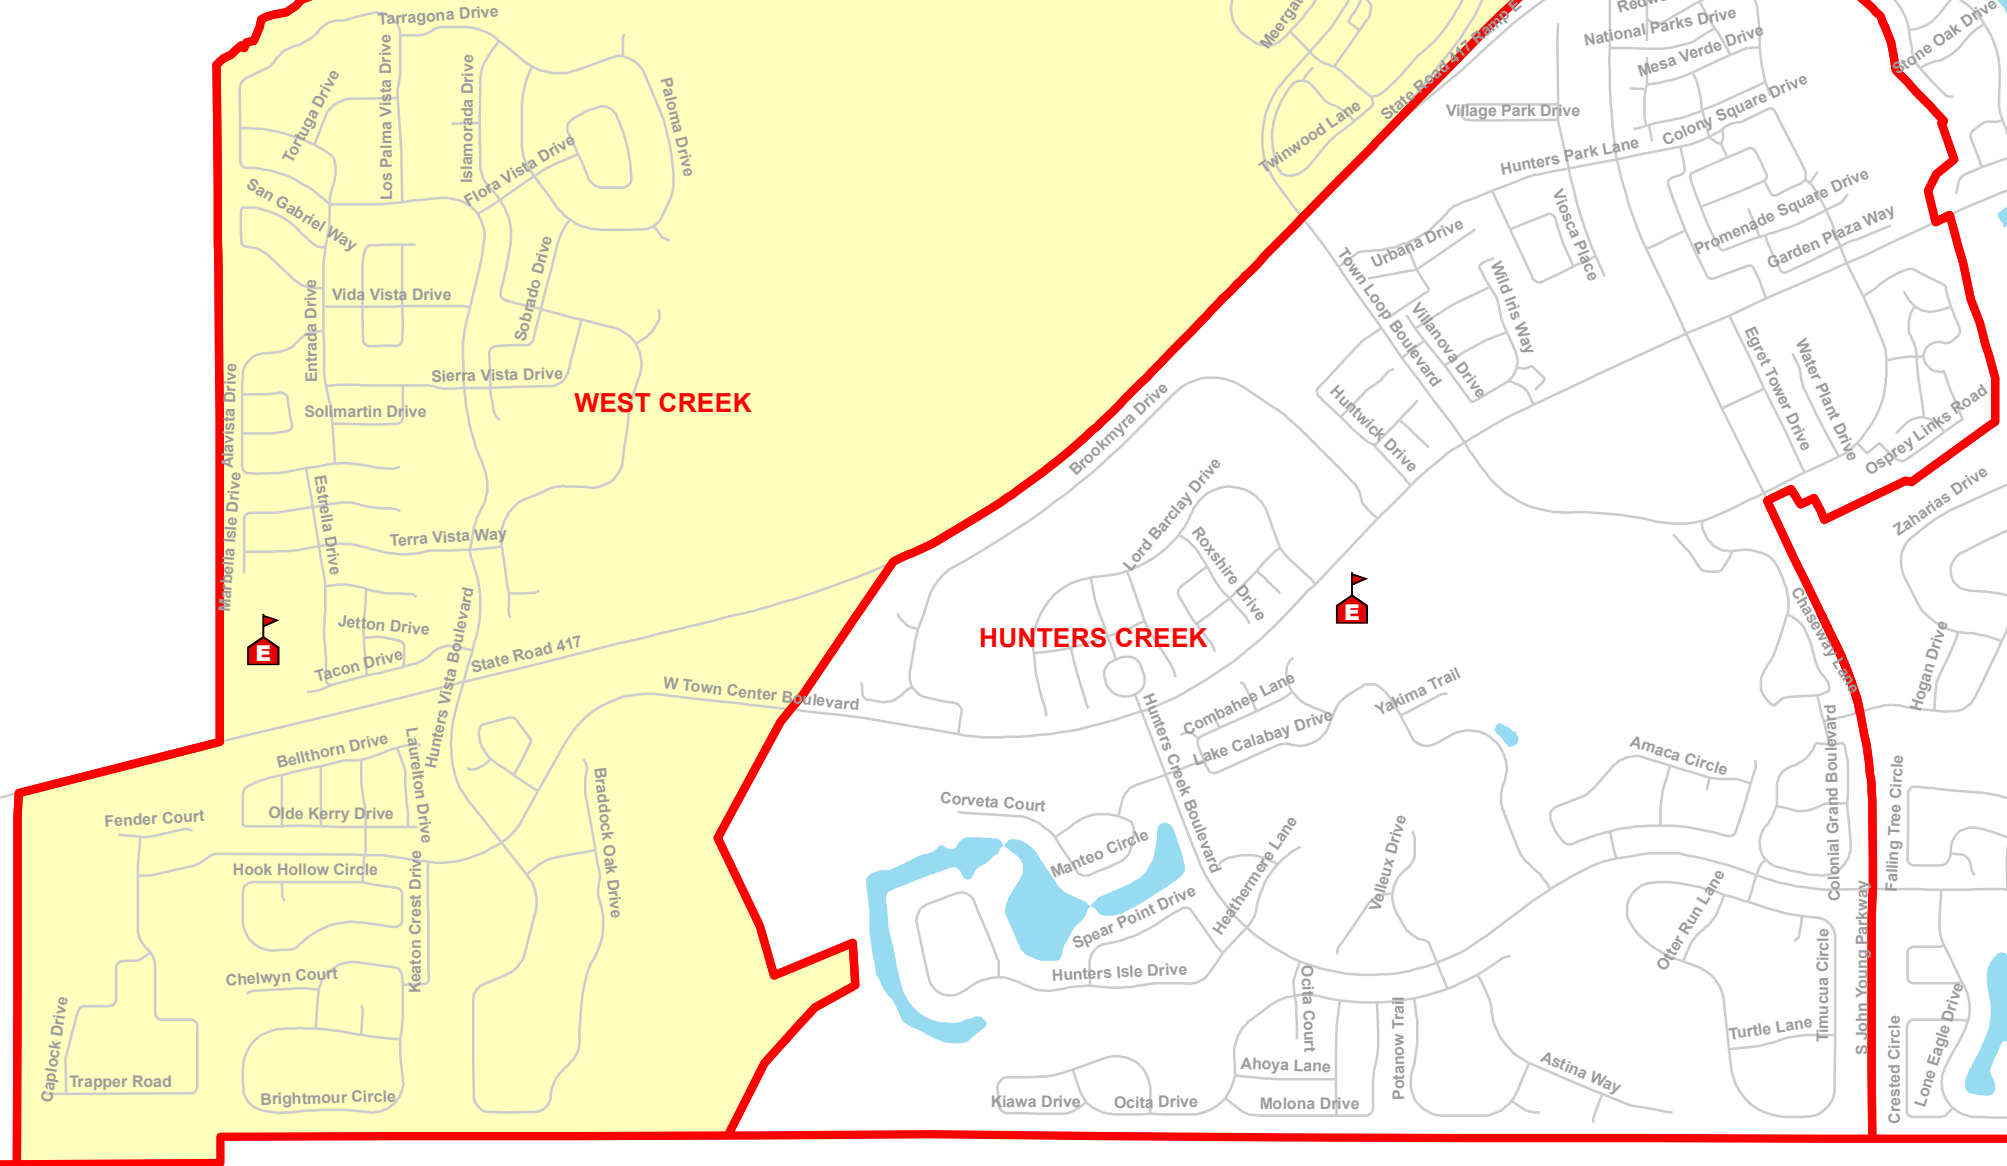 Tarragona Drive
Meergat
State Road 417 Ramp E
Redw
National Parks Drive
Mesa Verde Drive
Stone Oak Drive
Tortuga Drive
Los Palma Vista Drive
Islamorada Drive
Paloma Drive
Flora Vista Drive
Twinwood Lane
Village Park Drive
Colony Square Drive
Hunters Park Lane
San Gabriel Way
Sobrado Drive
Urbana Drive
Viosca Place
Promenade Square Drive
Garden Plaza Way
Entrada Drive
Vida Vista Drive
Town Loop Boulevard
Wild Iris Way
Villanova Drive
Egret Tower Drive
Water Plant Drive
Alavista Drive
Sierra Vista Drive
Solimartin Drive
WEST CREEK
Brookmyra Drive
Huntwick Drive
Osprey Links Road
Marbella Isle Drive
Estrella Drive
Terra Vista Way
Lord Barclay Drive
Roxshire Drive
Zaharias Drive
E
Jetton Drive
Tacon Drive
Hunters Vista Boulevard
State Road 417
HUNTERS CREEK
E
Chaseway Lane
Hogan Drive
W Town Center Boulevard
Combahee Lane
Yakima Trail
Lake Calabay Drive
Hunters Creek Boulevard
Bellthorn Drive
Laurelton Drive
Amaca Circle
Colonial Grand Boulevard
Falling Tree Circle
Fender Court
Olde Kerry Drive
Braddock Oak Drive
Corveta Court
Manteo Circle
Heathermere Lane
Velleux Drive
Hook Hollow Circle
Keaton Crest Drive
Spear Point Drive
Otter Run Lane
S John Young Parkway
Chelwyn Court
Hunters Isle Drive
Ocita Court
Timucua Circle
Caplock Drive
Trapper Road
Brightmour Circle
Potanow Trail
Turtle Lane
Crested Circle
Lone Eagle Drive
Ahoya Lane
Astina Way
Kiawa Drive
Ocita Drive
Molona Drive